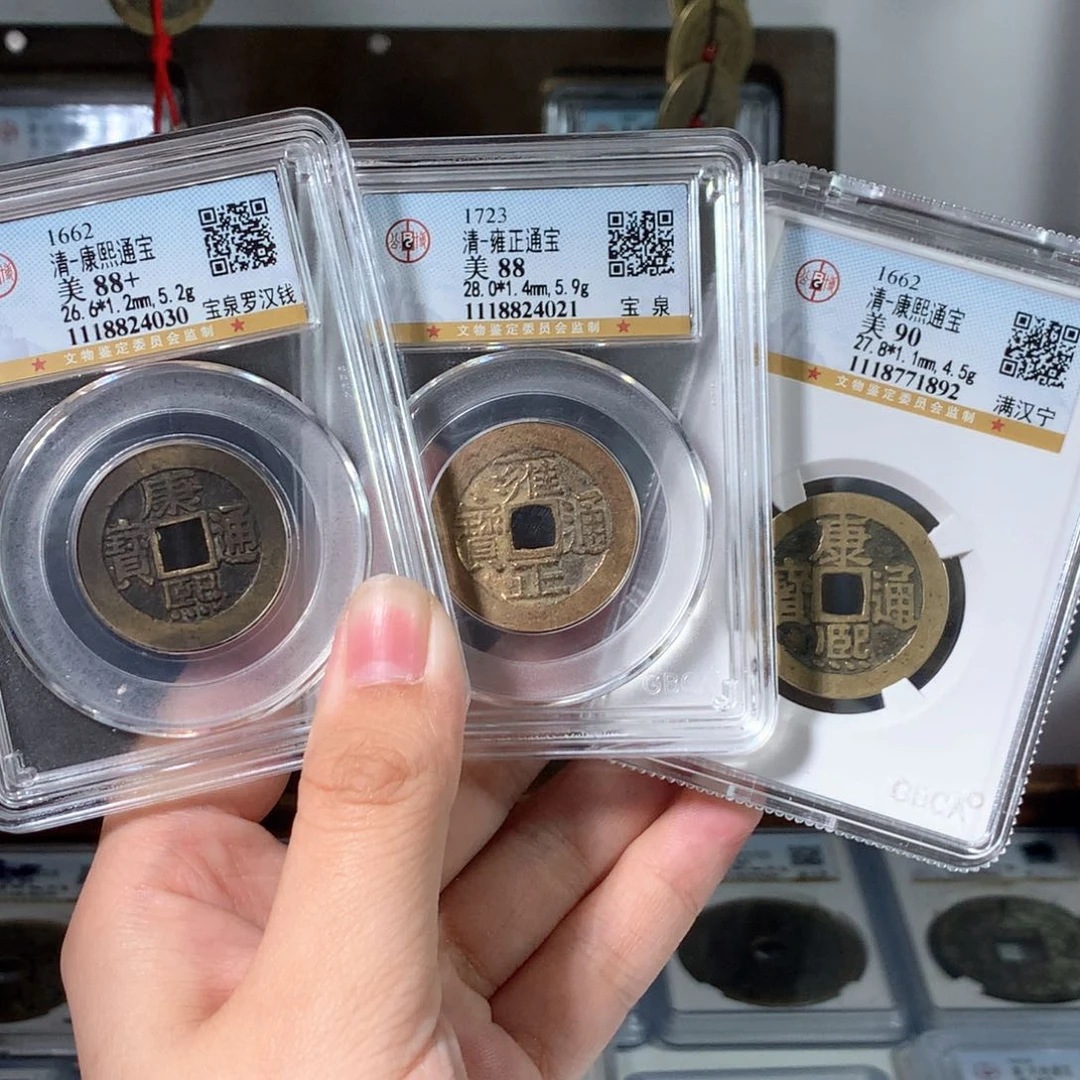 1662
清-康熙通宝
美 88+
26.6*1.2mm,5.2g
1118824030 宝泉罗汉钱
文物鉴定委员会监制
康熙通寶
1723
清-雍正通宝
美 88
28.0*1.4mm,5.9g
1118824021 宝 泉
文物鉴定委员会监制
雍正通寶
GBCA
1662
清-康熙通宝
美 90
27.8*1.1mm,4.5g
1118771892 满汉宁
文物鉴定委员会监制
康熙通寶
GBCA